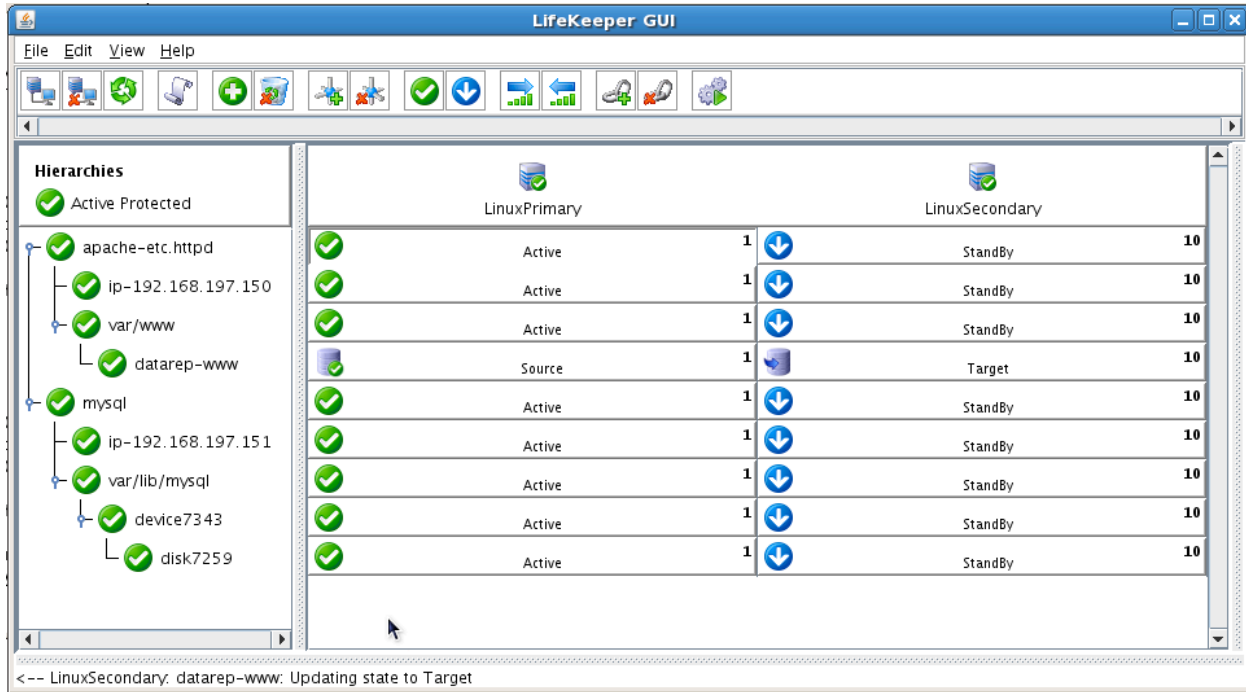 LifeKeeper GUI
File Edit View Help
Hierarchies
Active Protected
LinuxPrimary
LinuxSecondary
apache-etc.httpd
Active 1
StandBy 10
ip-192.168.197.150
Active 1
StandBy 10
var/www
Active 1
StandBy 10
datarep-www
Source 1
Target 10
mysql
Active 1
StandBy 10
ip-192.168.197.151
Active 1
StandBy 10
var/lib/mysql
Active 1
StandBy 10
device7343
Active 1
StandBy 10
disk7259
Active 1
StandBy 10
<-- LinuxSecondary: datarep-www: Updating state to Target